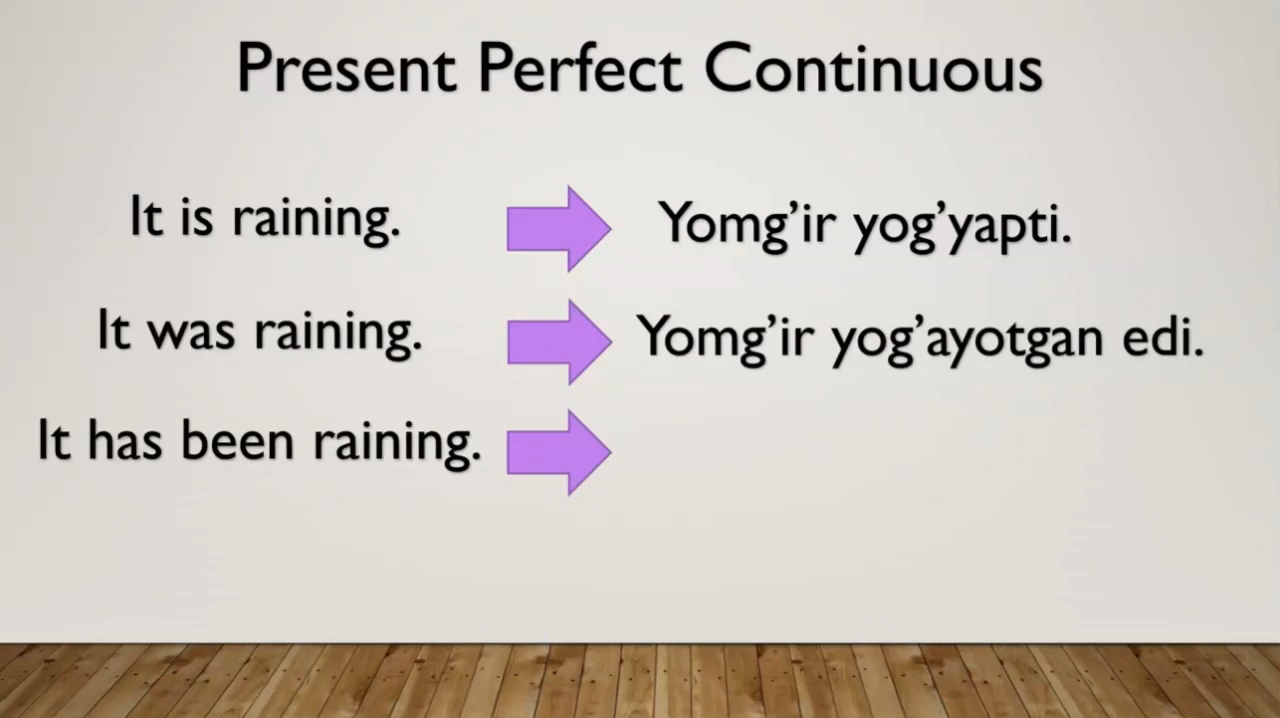 Present Perfect Continuous
It is raining.
Yomg’ir yog’yapti.
It was raining.
Yomg’ir yog’ayotgan edi.
It has been raining.